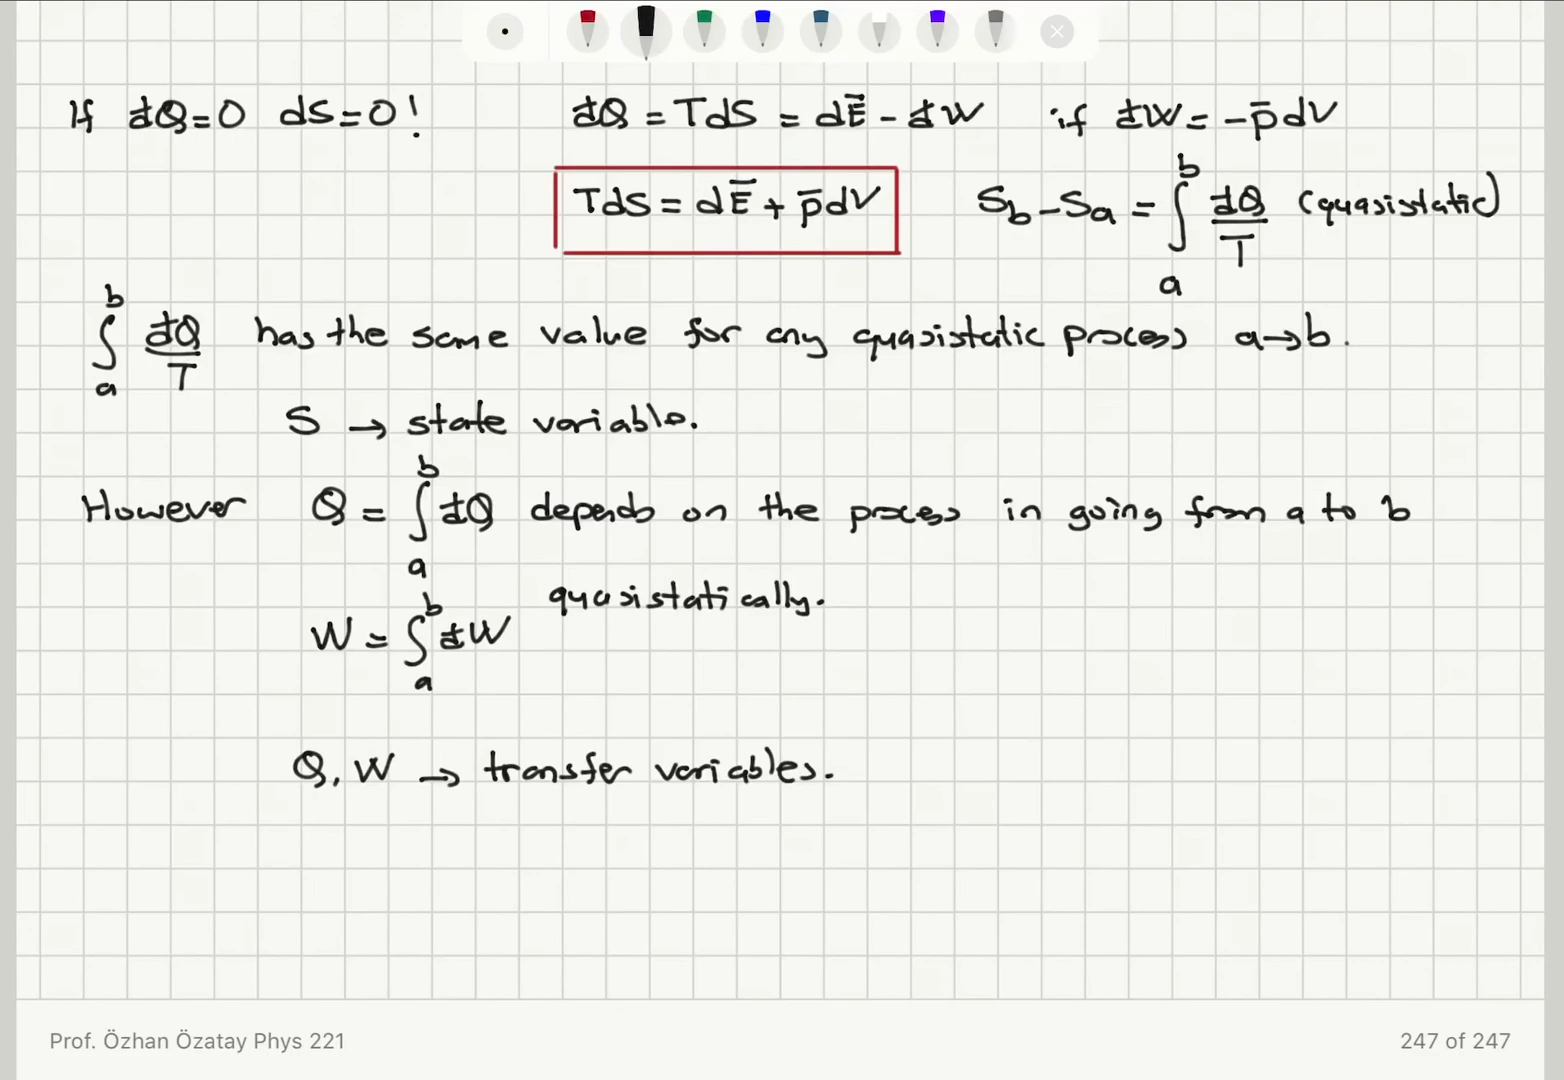 If đQ=0 dS=0! đQ = TdS = dE̅ - đW if đW = -p̅dV
TdS = dE̅ + p̅dV S_b - S_a = ∫_a^b đQ/T (quasistatic)
∫_a^b đQ/T has the same value for any quasistatic process a→b.
S → state variable.
However Q = ∫_a^b đQ depends on the process in going from a to b
quasistatically.
W = ∫_a^b đW
Q, W → transfer variables.
Prof. Özhan Özatay Phys 221 247 of 247